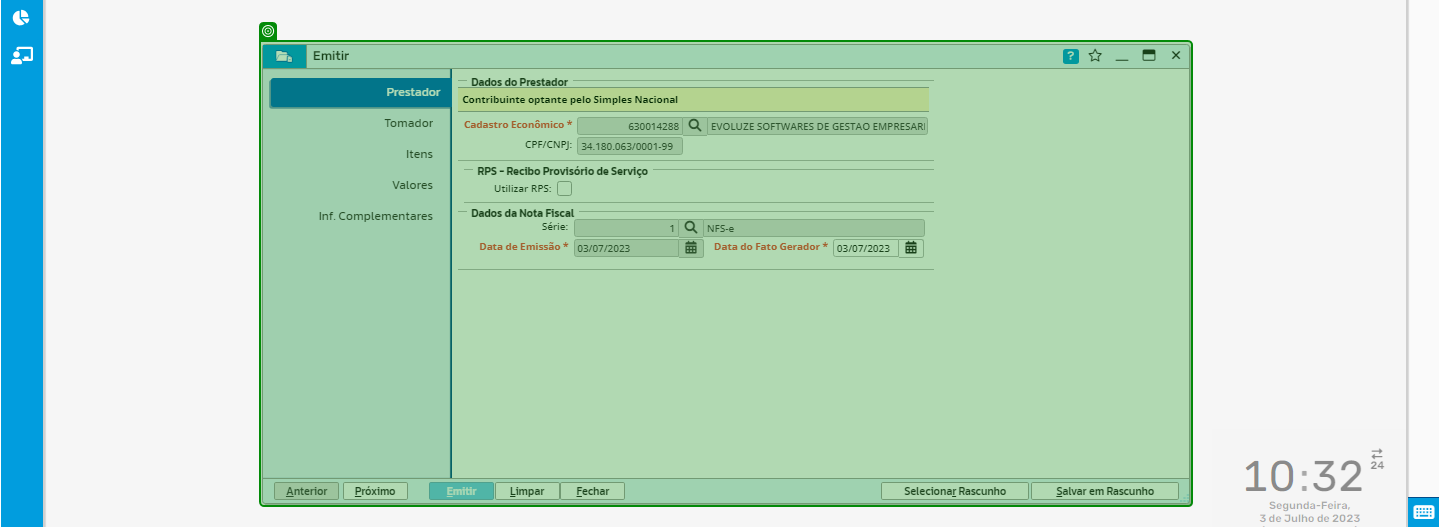 Emitir
?
Prestador
Tomador
Itens
Valores
Inf. Complementares
Dados do Prestador
Contribuinte optante pelo Simples Nacional
Cadastro Econômico * 630014288 EVOLUZE SOFTWARES DE GESTAO EMPRESARI
CPF/CNPJ: 34.180.063/0001-99
RPS - Recibo Provisório de Serviço
Utilizar RPS:
Dados da Nota Fiscal
Série: 1 NFS-e
Data de Emissão * 03/07/2023 Data do Fato Gerador * 03/07/2023
Anterior Próximo Emitir Limpar Fechar Selecionar Rascunho Salvar em Rascunho
10:32 24
Segunda-Feira,
3 de Julho de 2023